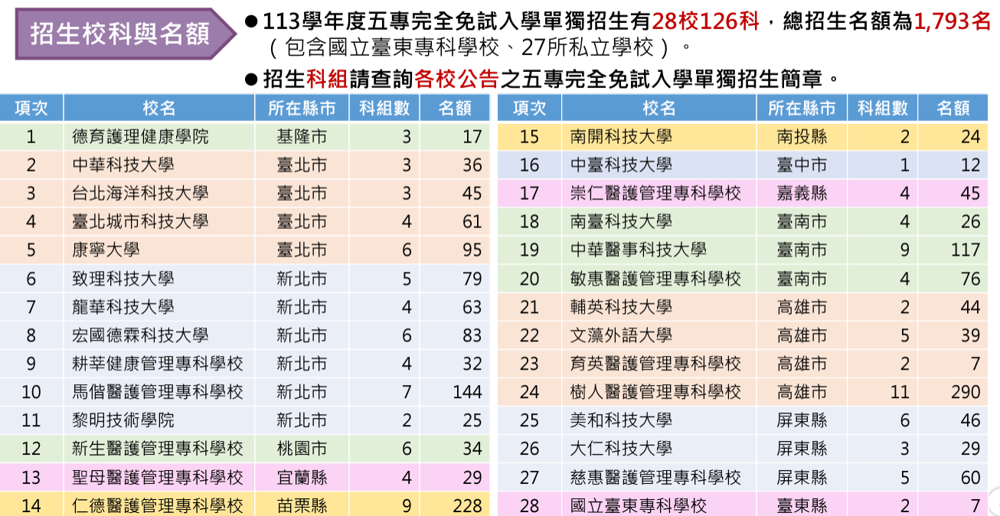 招生校科與名額
●113學年度五專完全免試入學單獨招生有28校126科,總招生名額為1,793名
(包含國立臺東專科學校、27所私立學校)。
●招生科組請查詢各校公告之五專完全免試入學單獨招生簡章。
項次 校名 所在縣市 科組數 名額
1 德育護理健康學院 基隆市 3 17
2 中華科技大學 臺北市 3 36
3 台北海洋科技大學 臺北市 3 45
4 臺北城市科技大學 臺北市 4 61
5 康寧大學 臺北市 6 95
6 致理科技大學 新北市 5 79
7 龍華科技大學 新北市 4 63
8 宏國德霖科技大學 新北市 6 83
9 耕莘健康管理專科學校 新北市 4 32
10 馬偕醫護管理專科學校 新北市 7 144
11 黎明技術學院 新北市 2 25
12 新生醫護管理專科學校 桃園市 6 34
13 聖母醫護管理專科學校 宜蘭縣 4 29
14 仁德醫護管理專科學校 苗栗縣 9 228
項次 校名 所在縣市 科組數 名額
15 南開科技大學 南投縣 2 24
16 中臺科技大學 臺中市 1 12
17 崇仁醫護管理專科學校 嘉義縣 4 45
18 南臺科技大學 臺南市 4 26
19 中華醫事科技大學 臺南市 9 117
20 敏惠醫護管理專科學校 臺南市 4 76
21 輔英科技大學 高雄市 2 44
22 文藻外語大學 高雄市 5 39
23 育英醫護管理專科學校 高雄市 2 7
24 樹人醫護管理專科學校 高雄市 11 290
25 美和科技大學 屏東縣 6 46
26 大仁科技大學 屏東縣 3 29
27 慈惠醫護管理專科學校 屏東縣 5 60
28 國立臺東專科學校 臺東縣 2 7